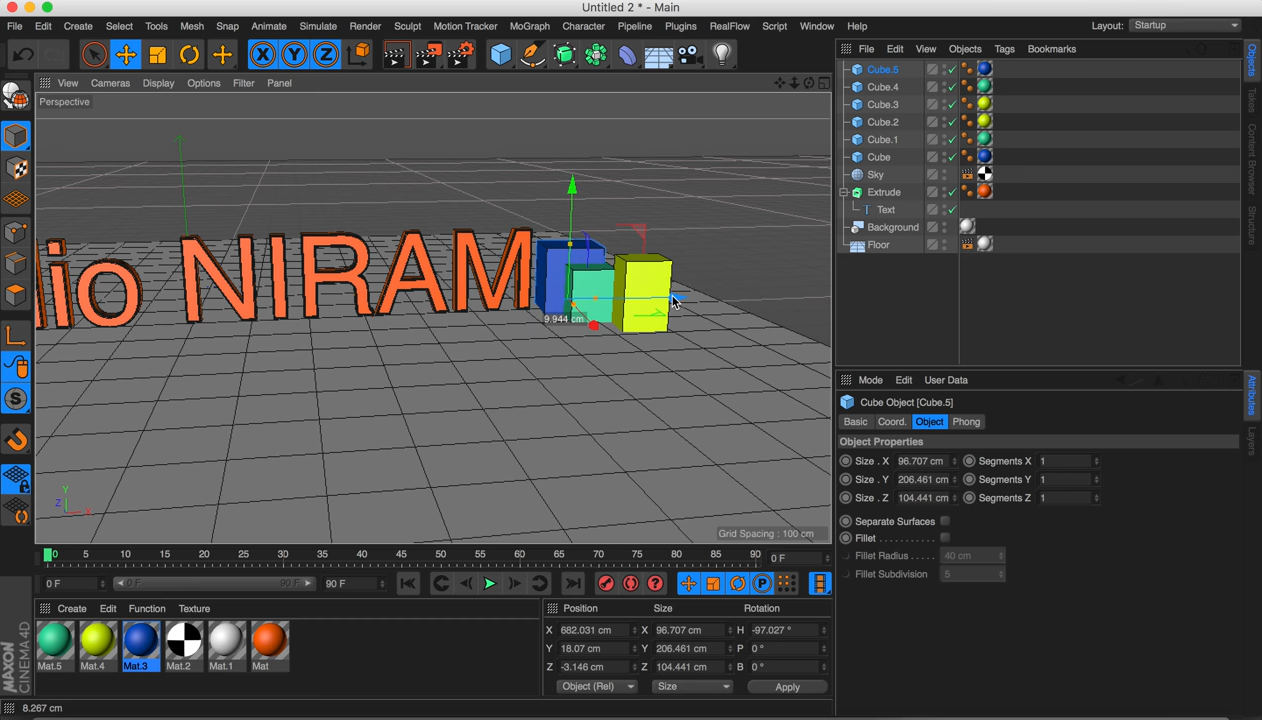 Untitled 2 * - Main
File Edit Create Select Tools Mesh Snap Animate Simulate Render Sculpt Motion Tracker MoGraph Character Pipeline Plugins RealFlow Script Window Help Layout: Startup
View Cameras Display Options Filter Panel
Perspective
lio NIRAM
9.944 cm
Y
Z X
Grid Spacing : 100 cm
File Edit View Objects Tags Bookmarks
Cube.5
Cube.4
Cube.3
Cube.2
Cube.1
Cube
Sky
Extrude
Text
Background
Floor
Objects
Takes
Content Browser
Structure
Mode Edit User Data
Cube Object [Cube.5]
Basic Coord. Object Phong
Object Properties
Size . X 96.707 cm Segments X 1
Size . Y 206.461 cm Segments Y 1
Size . Z 104.441 cm Segments Z 1
Separate Surfaces
Fillet . . . . . . . . . . .
Fillet Radius . . . . . 40 cm
Fillet Subdivision 5
Attributes
Layers
0 5 10 15 20 25 30 35 40 45 50 55 60 65 70 75 80 85 90 0 F
0 F 0 F 90 F 90 F
Create Edit Function Texture
Mat.5 Mat.4 Mat.3 Mat.2 Mat.1 Mat
Position Size Rotation
X 682.031 cm X 96.707 cm H -97.027 °
Y 18.07 cm Y 206.461 cm P 0 °
Z -3.146 cm Z 104.441 cm B 0 °
Object (Rel) Size Apply
MAXON
CINEMA4D
8.267 cm